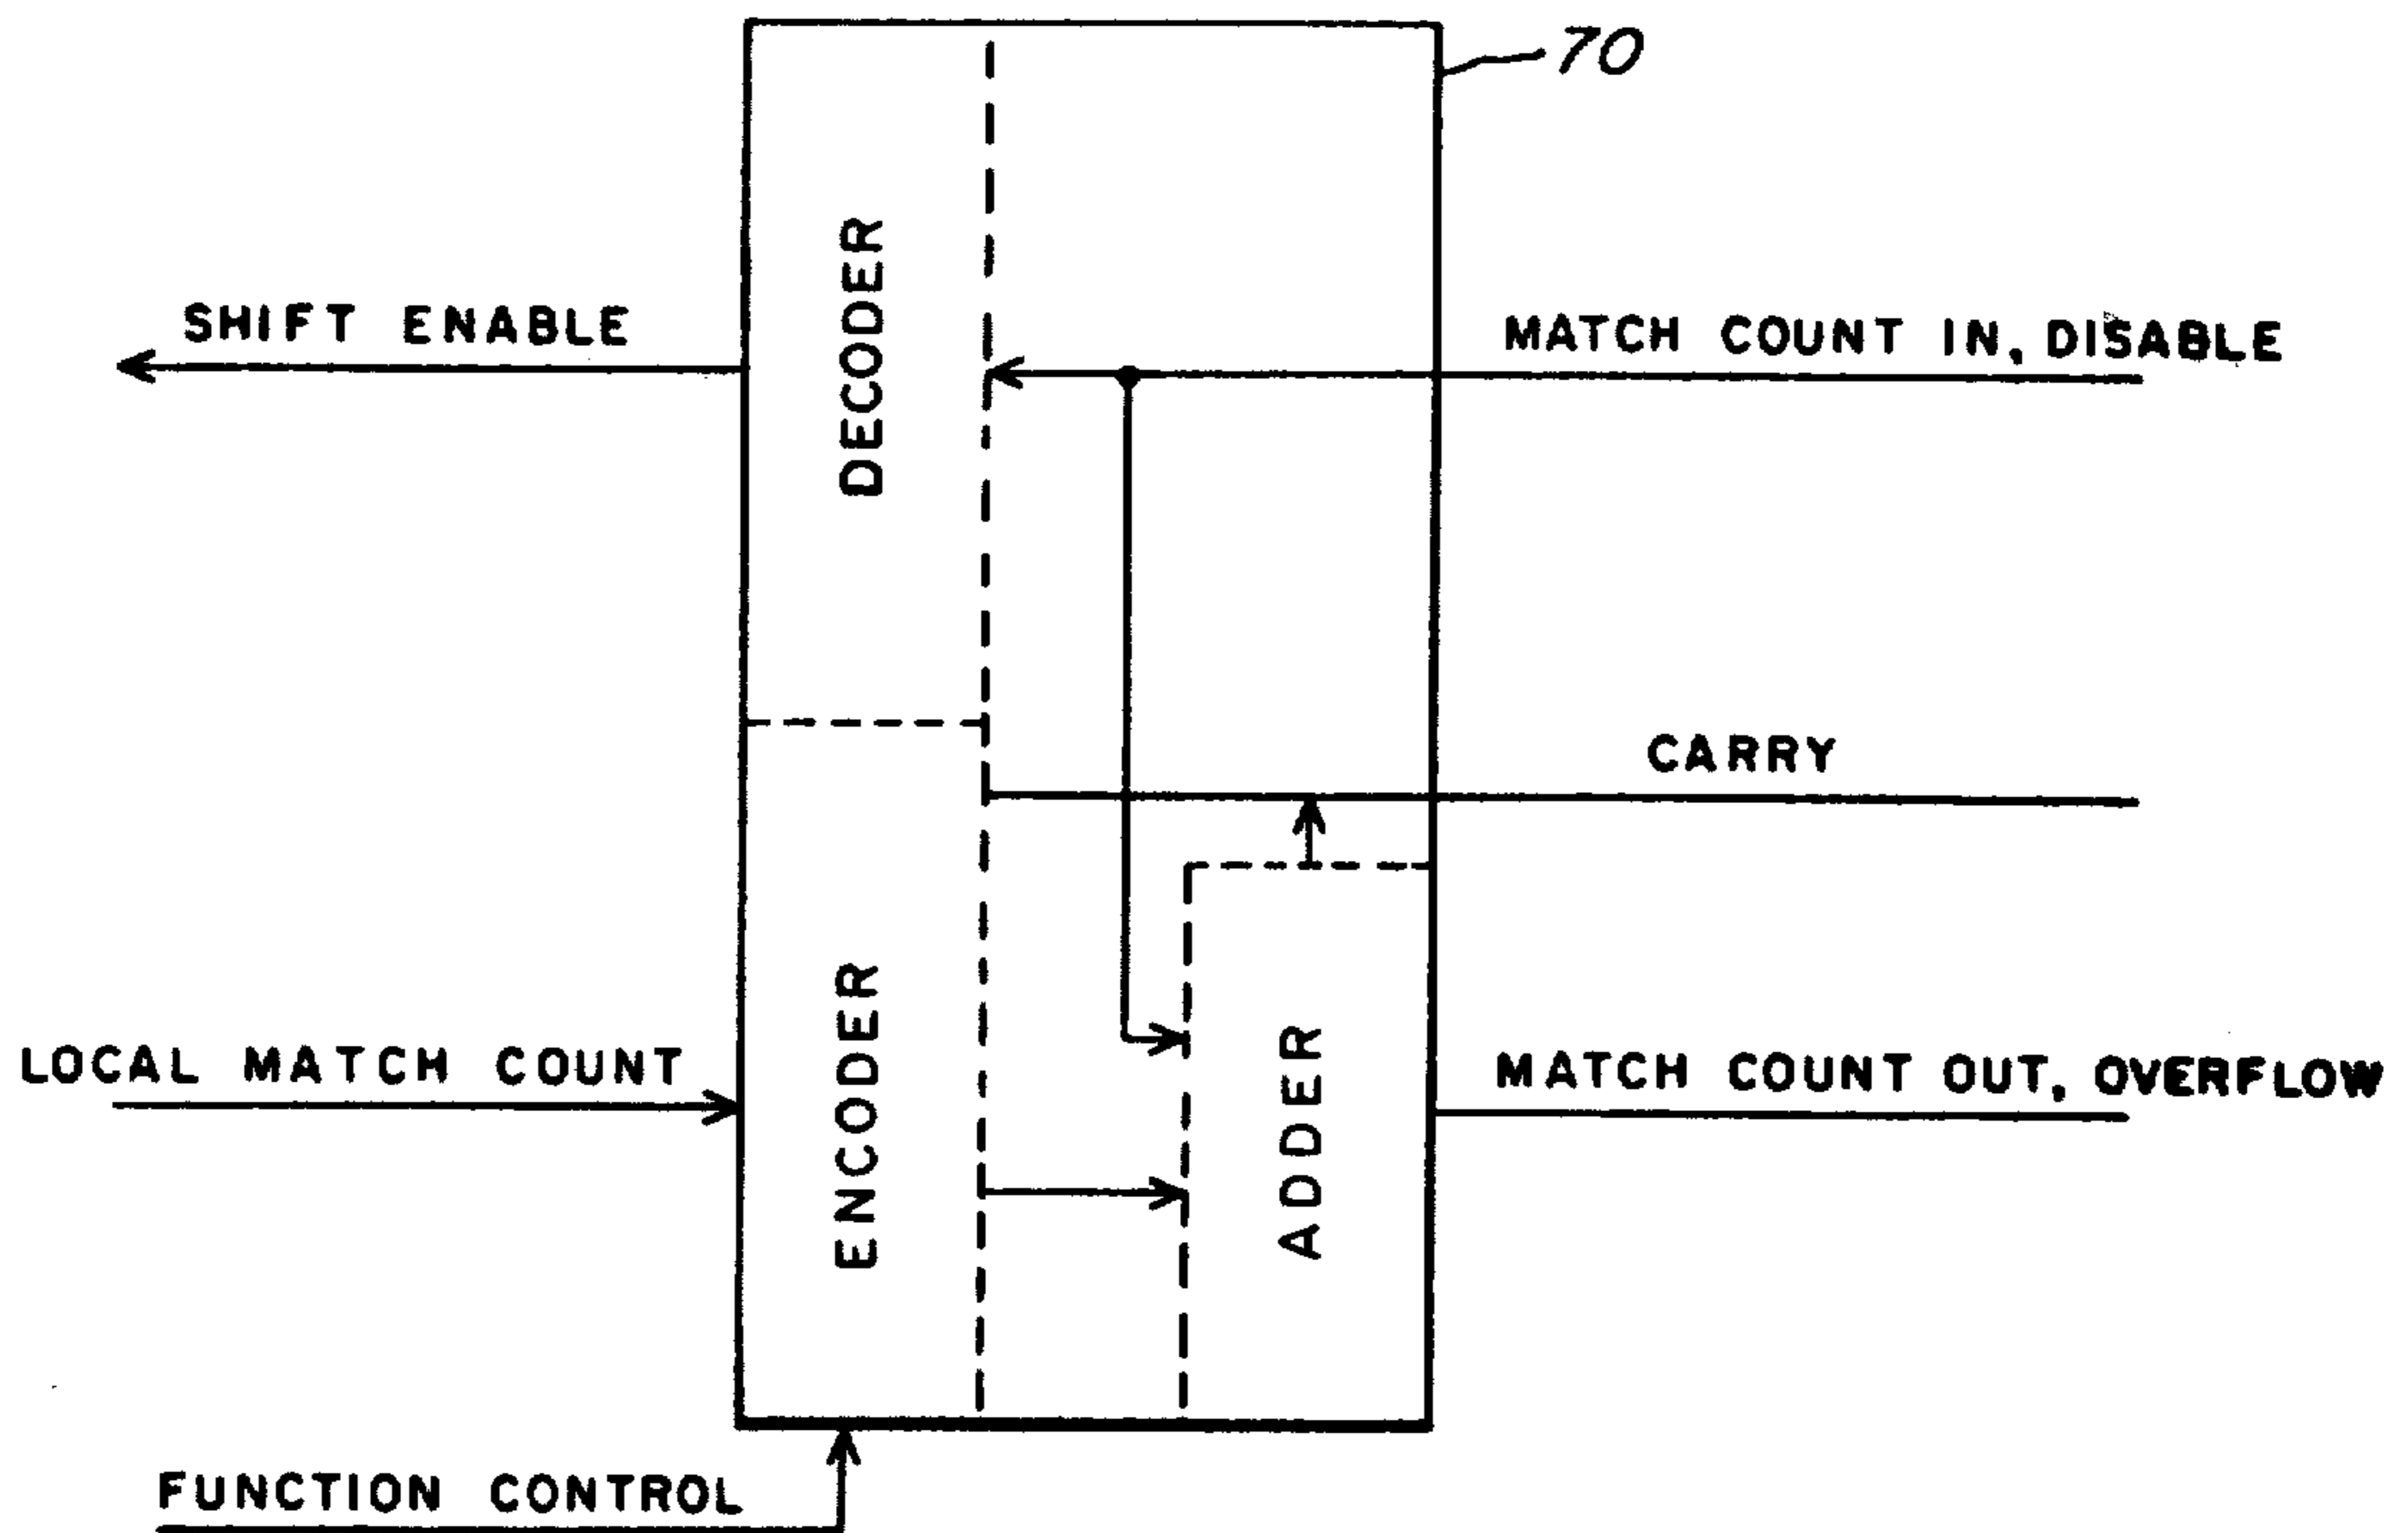 70
DECODER
SHIFT ENABLE
MATCH COUNT IN, DISABLE
CARRY
ENCODER
ADDER
LOCAL MATCH COUNT
MATCH COUNT OUT, OVERFLOW
FUNCTION CONTROL